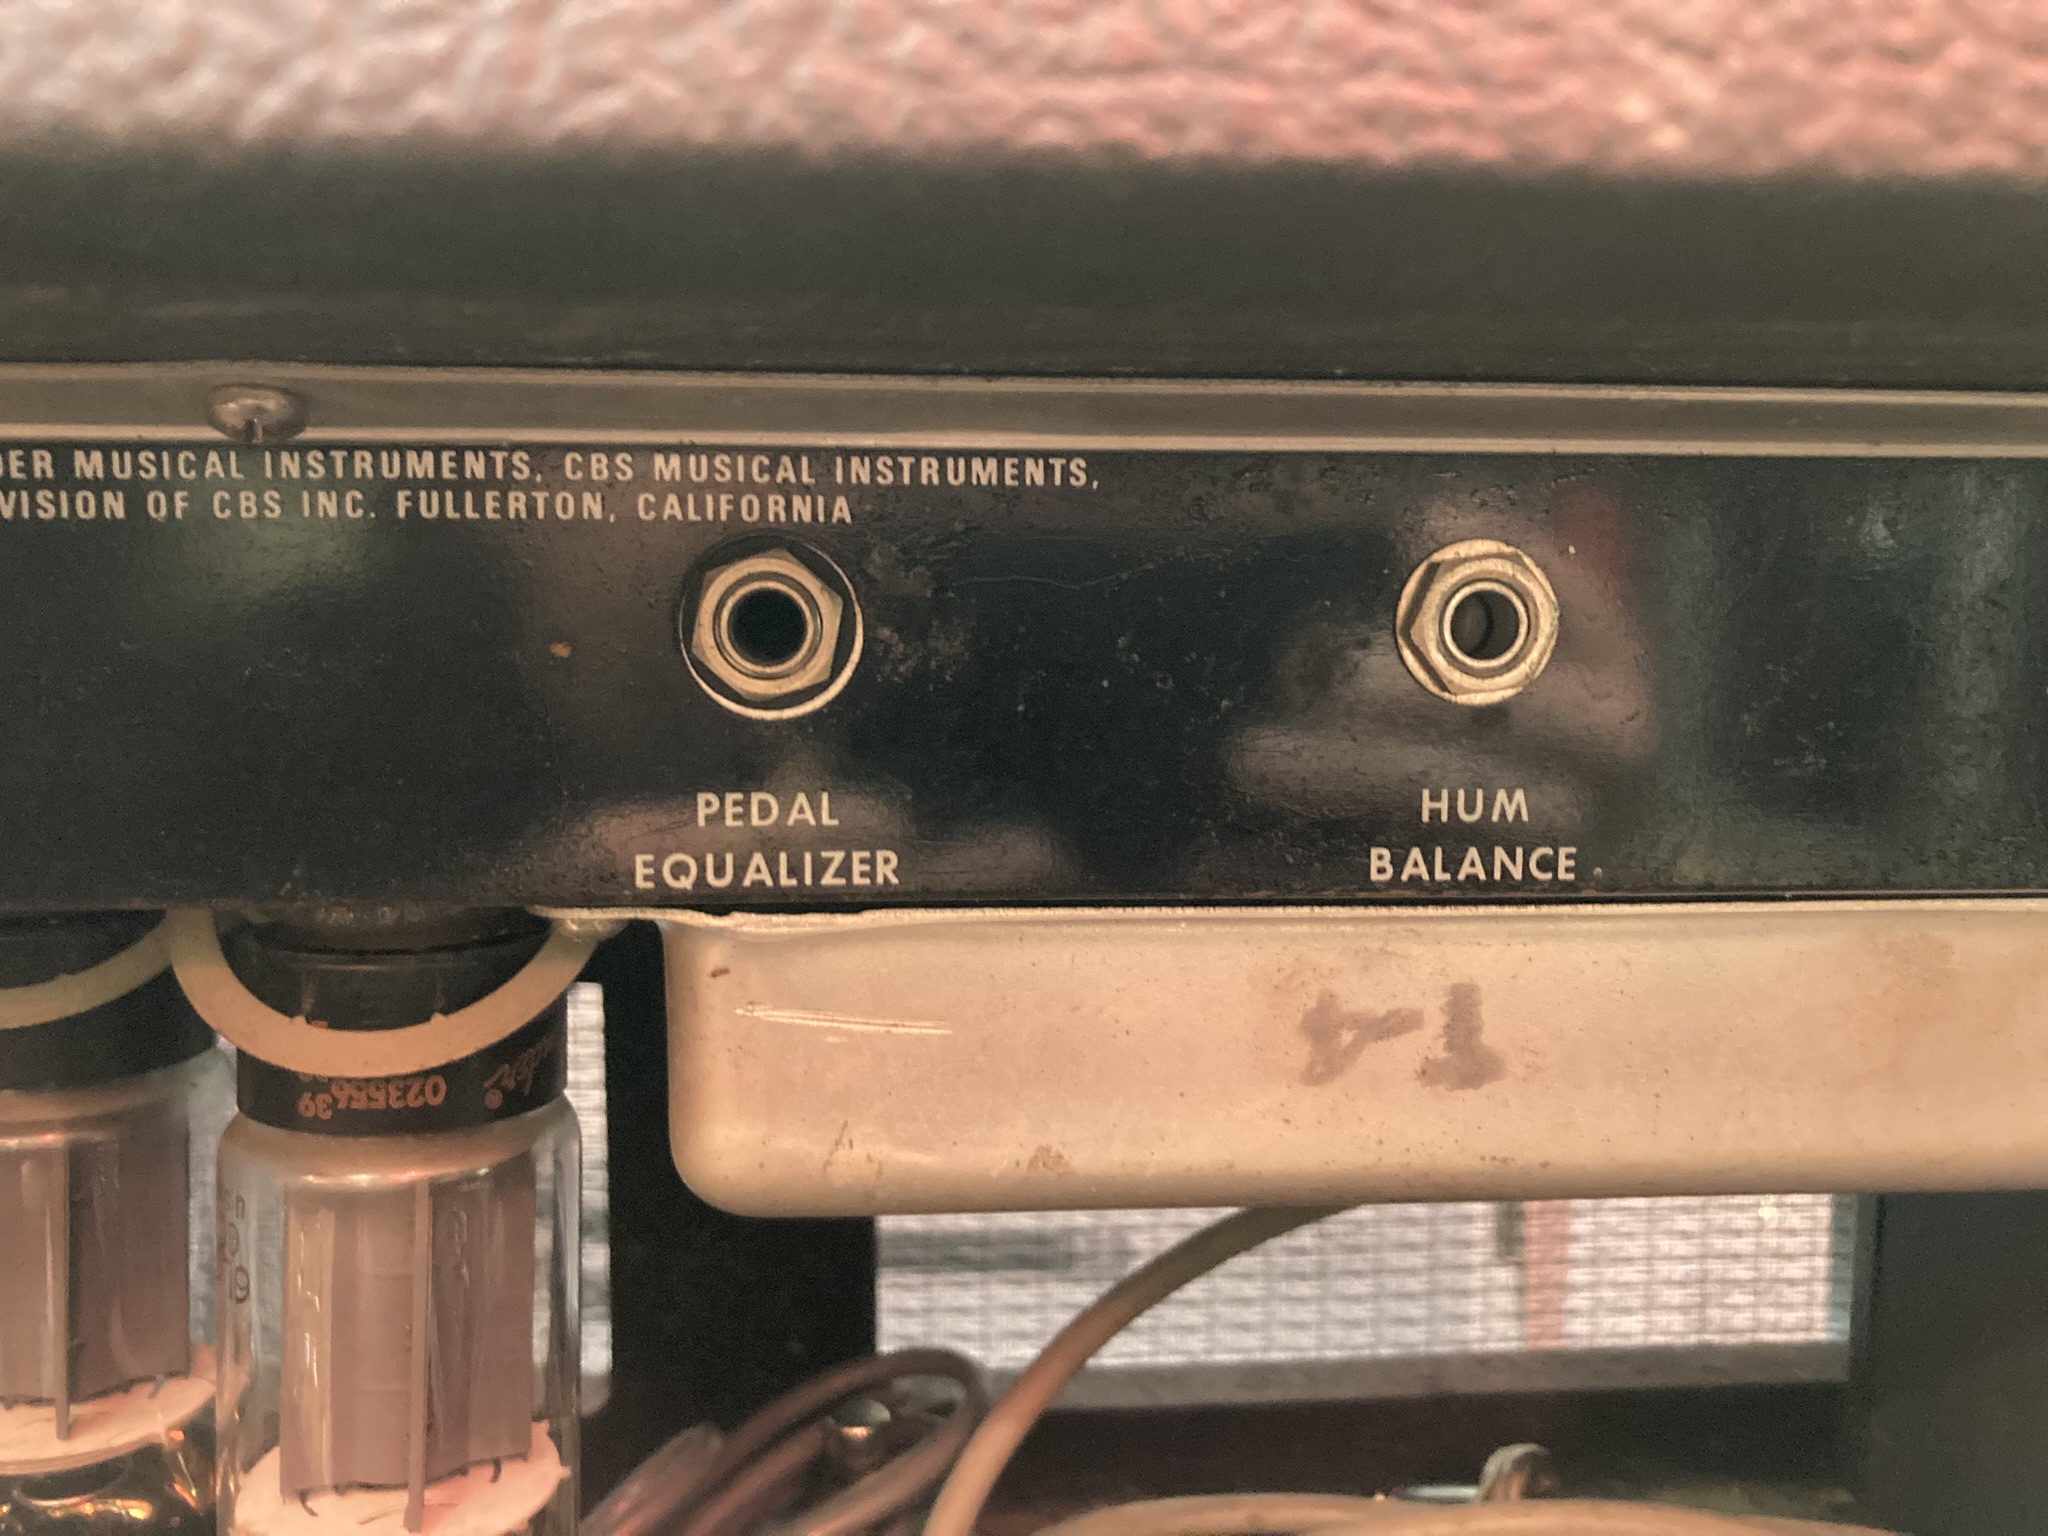 DER MUSICAL INSTRUMENTS, CBS MUSICAL INSTRUMENTS,
VISION OF CBS INC. FULLERTON, CALIFORNIA
PEDAL
EQUALIZER
HUM
BALANCE
02355639